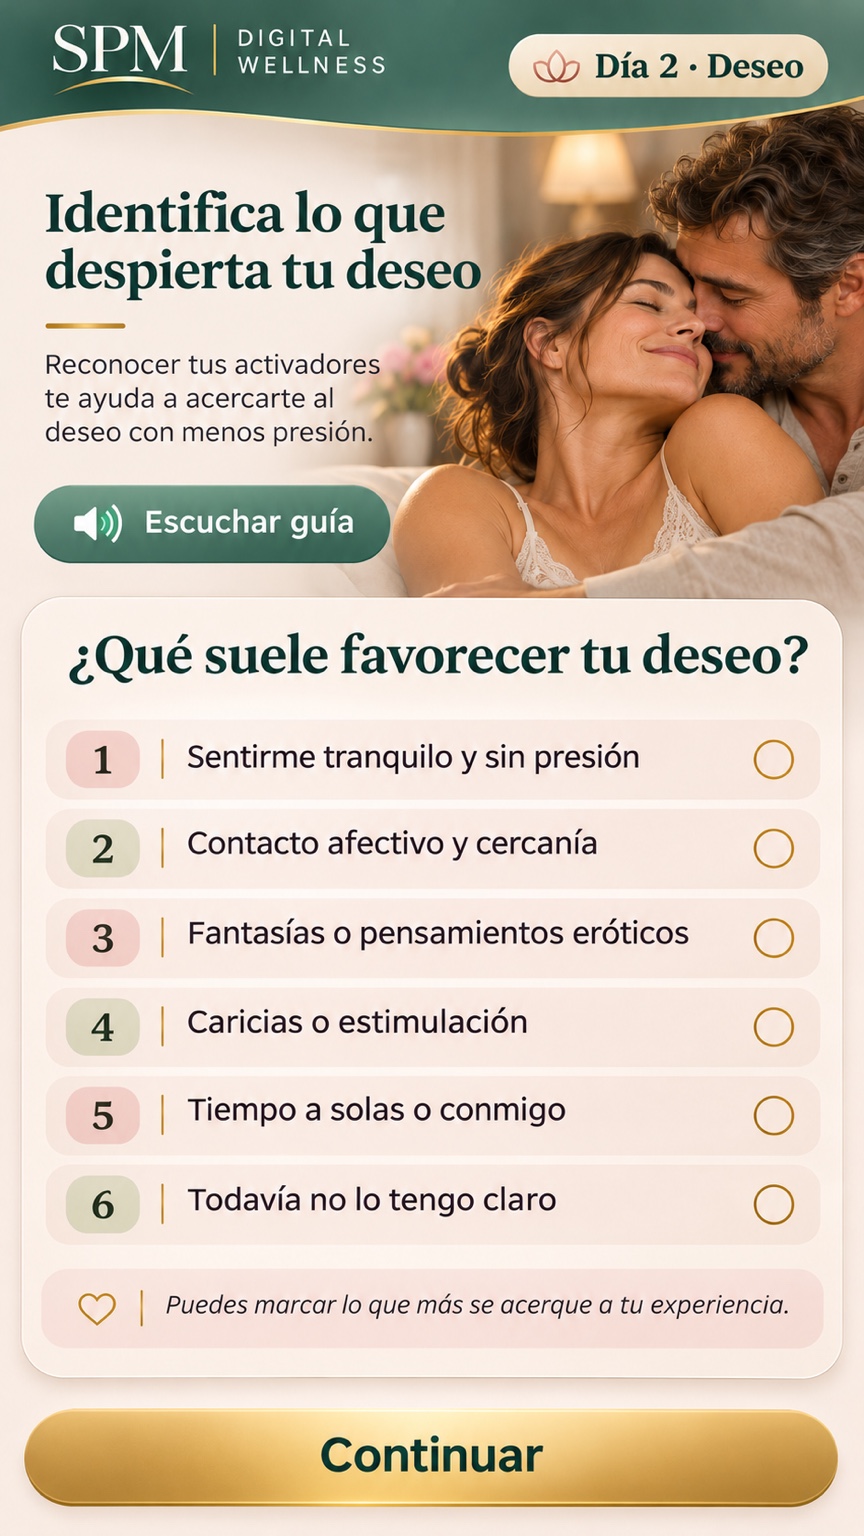 SPM
DIGITAL
WELLNESS
Día 2 · Deseo
Identifica lo que
despierta tu deseo
Reconocer tus activadores
te ayuda a acercarte al
deseo con menos presión.
Escuchar guía
¿Qué suele favorecer tu deseo?
1 Sentirme tranquilo y sin presión
2 Contacto afectivo y cercanía
3 Fantasías o pensamientos eróticos
4 Caricias o estimulación
5 Tiempo a solas o conmigo
6 Todavía no lo tengo claro
Puedes marcar lo que más se acerque a tu experiencia.
Continuar